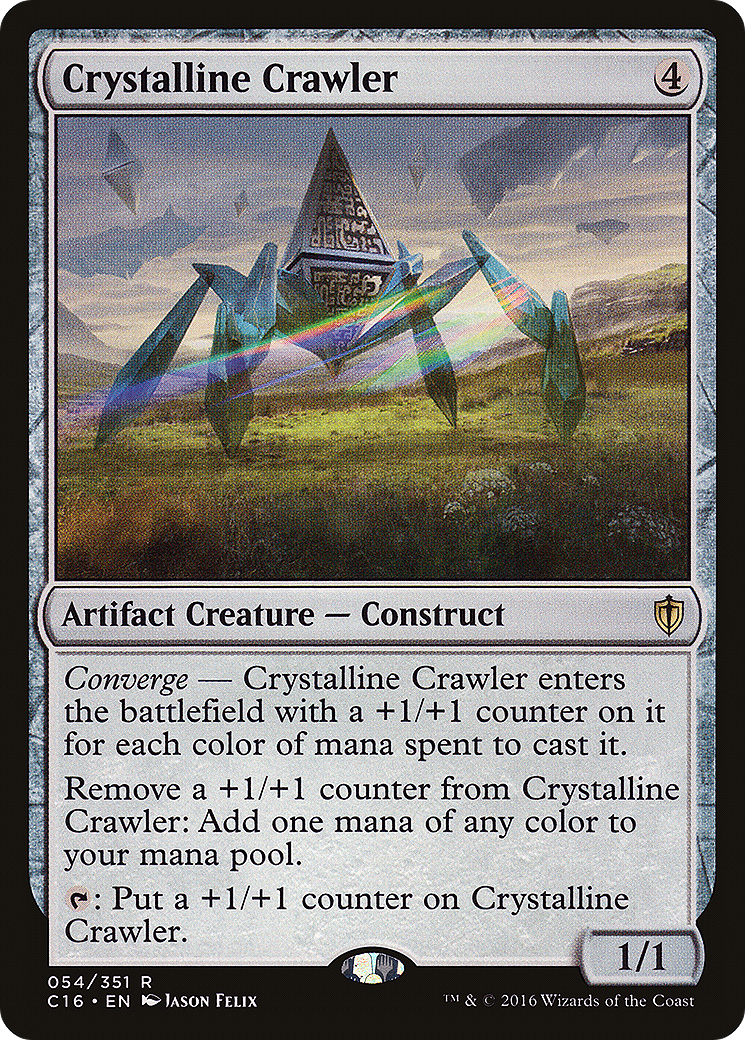 Crystalline Crawler 4
Artifact Creature — Construct
Converge — Crystalline Crawler enters
the battlefield with a +1/+1 counter on it
for each color of mana spent to cast it.
Remove a +1/+1 counter from Crystalline
Crawler: Add one mana of any color to
your mana pool.
: Put a +1/+1 counter on Crystalline
Crawler.
1/1
054/351 R
C16 • EN Jason Felix
™ & © 2016 Wizards of the Coast